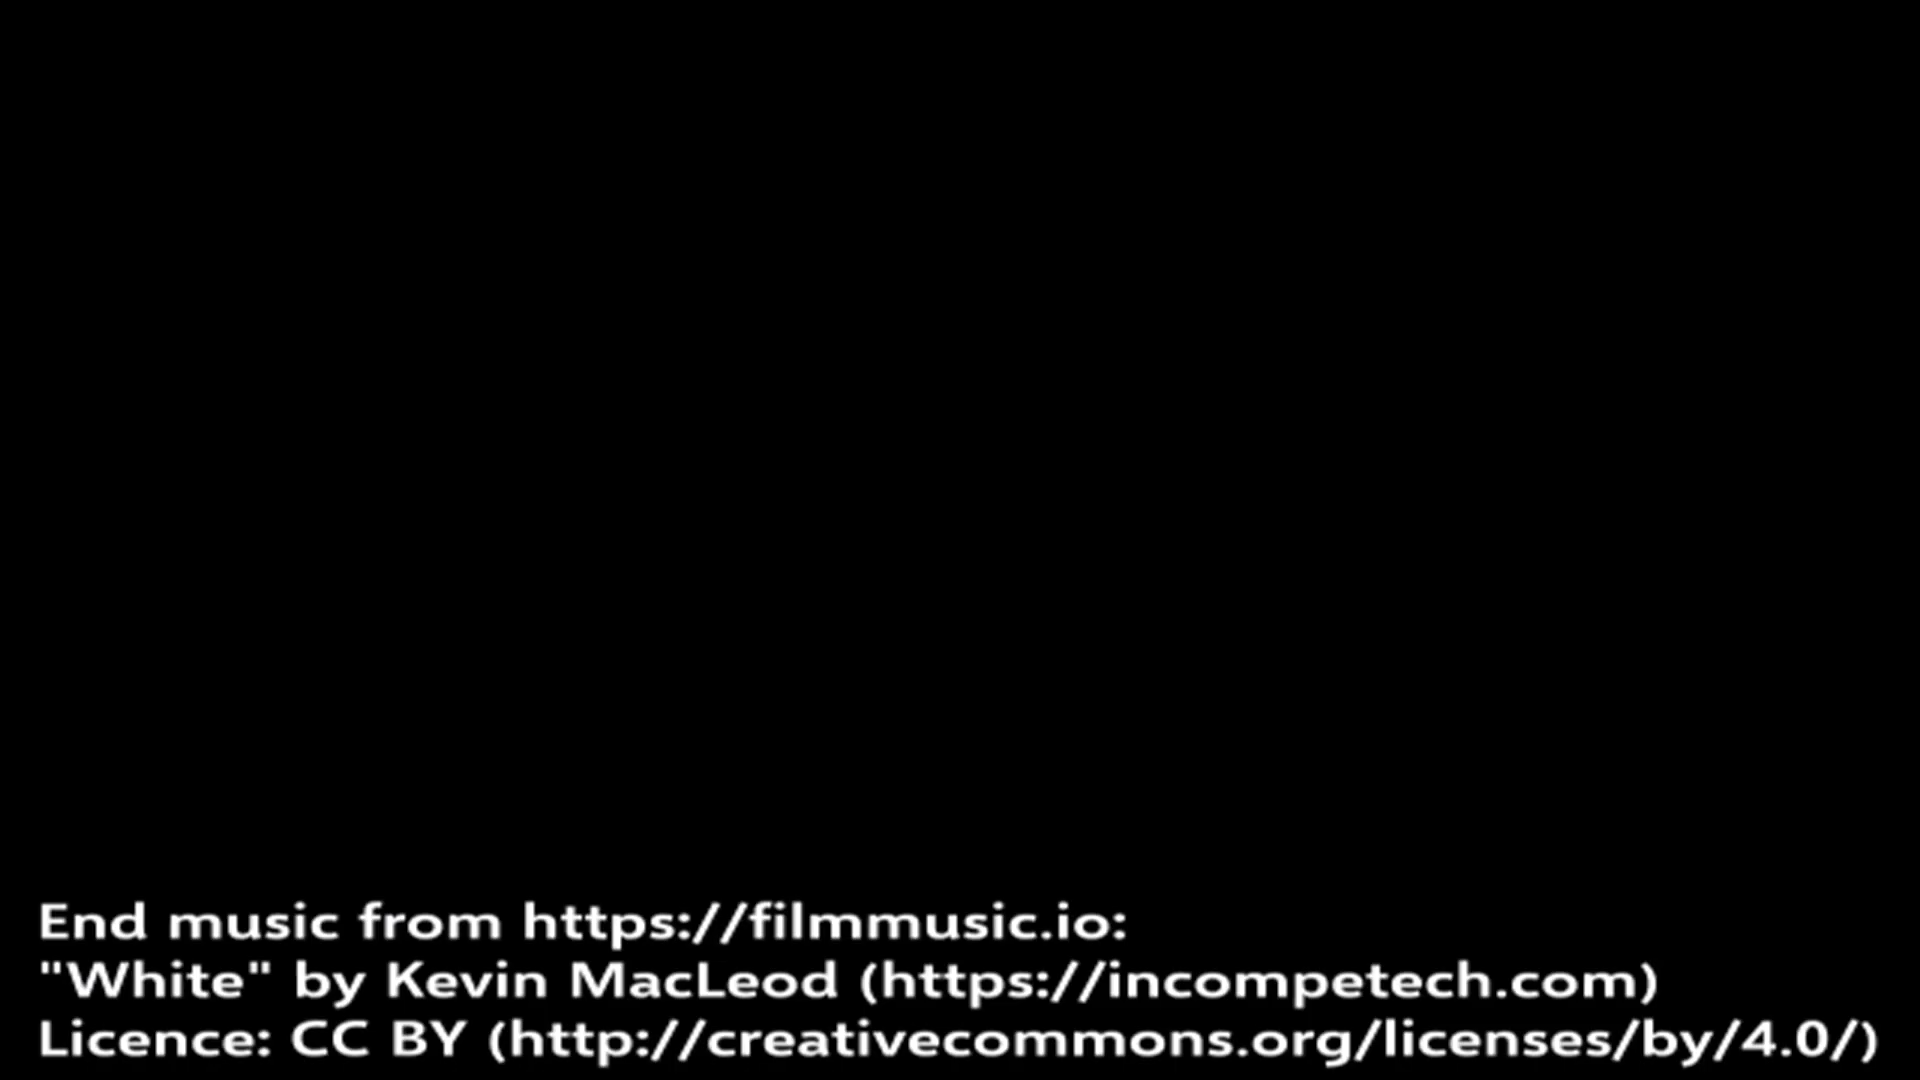 End music from https://filmmusic.io:
"White" by Kevin MacLeod (https://incompetech.com)
Licence: CC BY (http://creativecommons.org/licenses/by/4.0/)